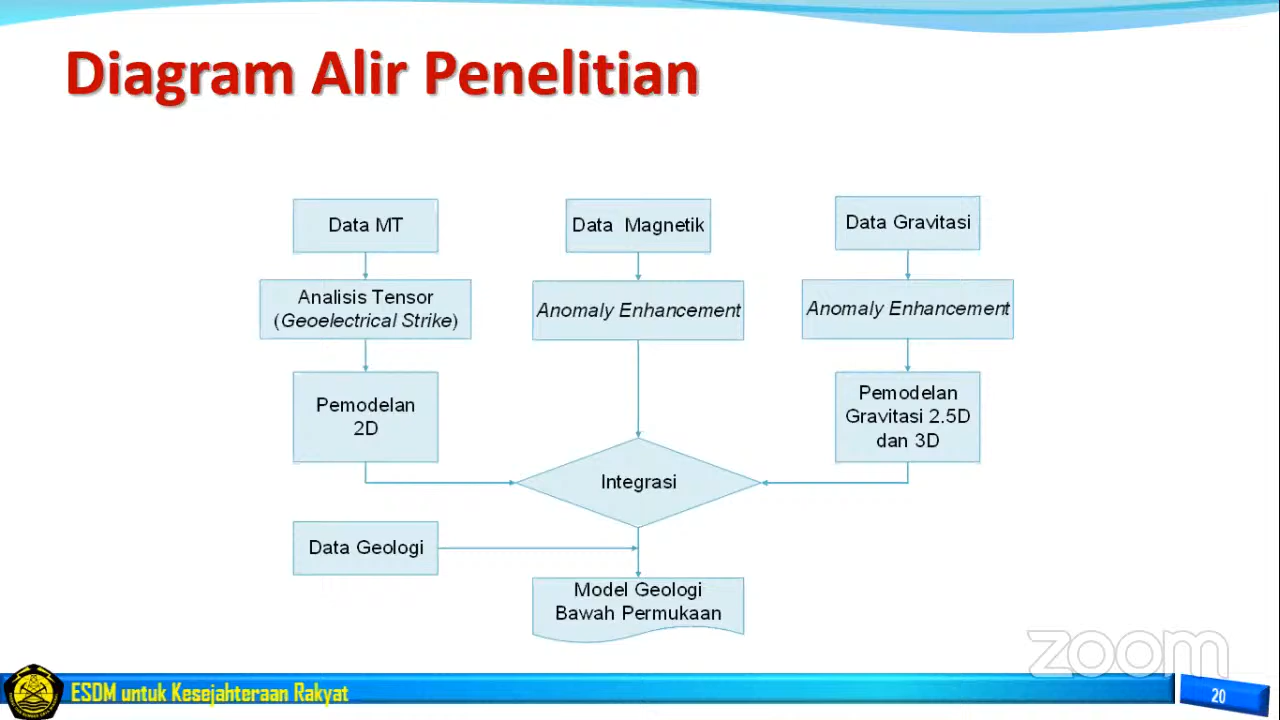 Diagram Alir Penelitian
Data MT
Data Magnetik
Data Gravitasi
Analisis Tensor
(Geoelectrical Strike)
Anomaly Enhancement
Anomaly Enhancement
Pemodelan
2D
Pemodelan
Gravitasi 2.5D
dan 3D
Integrasi
Data Geologi
Model Geologi
Bawah Permukaan
zoom
ESDM untuk Kesejahteraan Rakyat
20